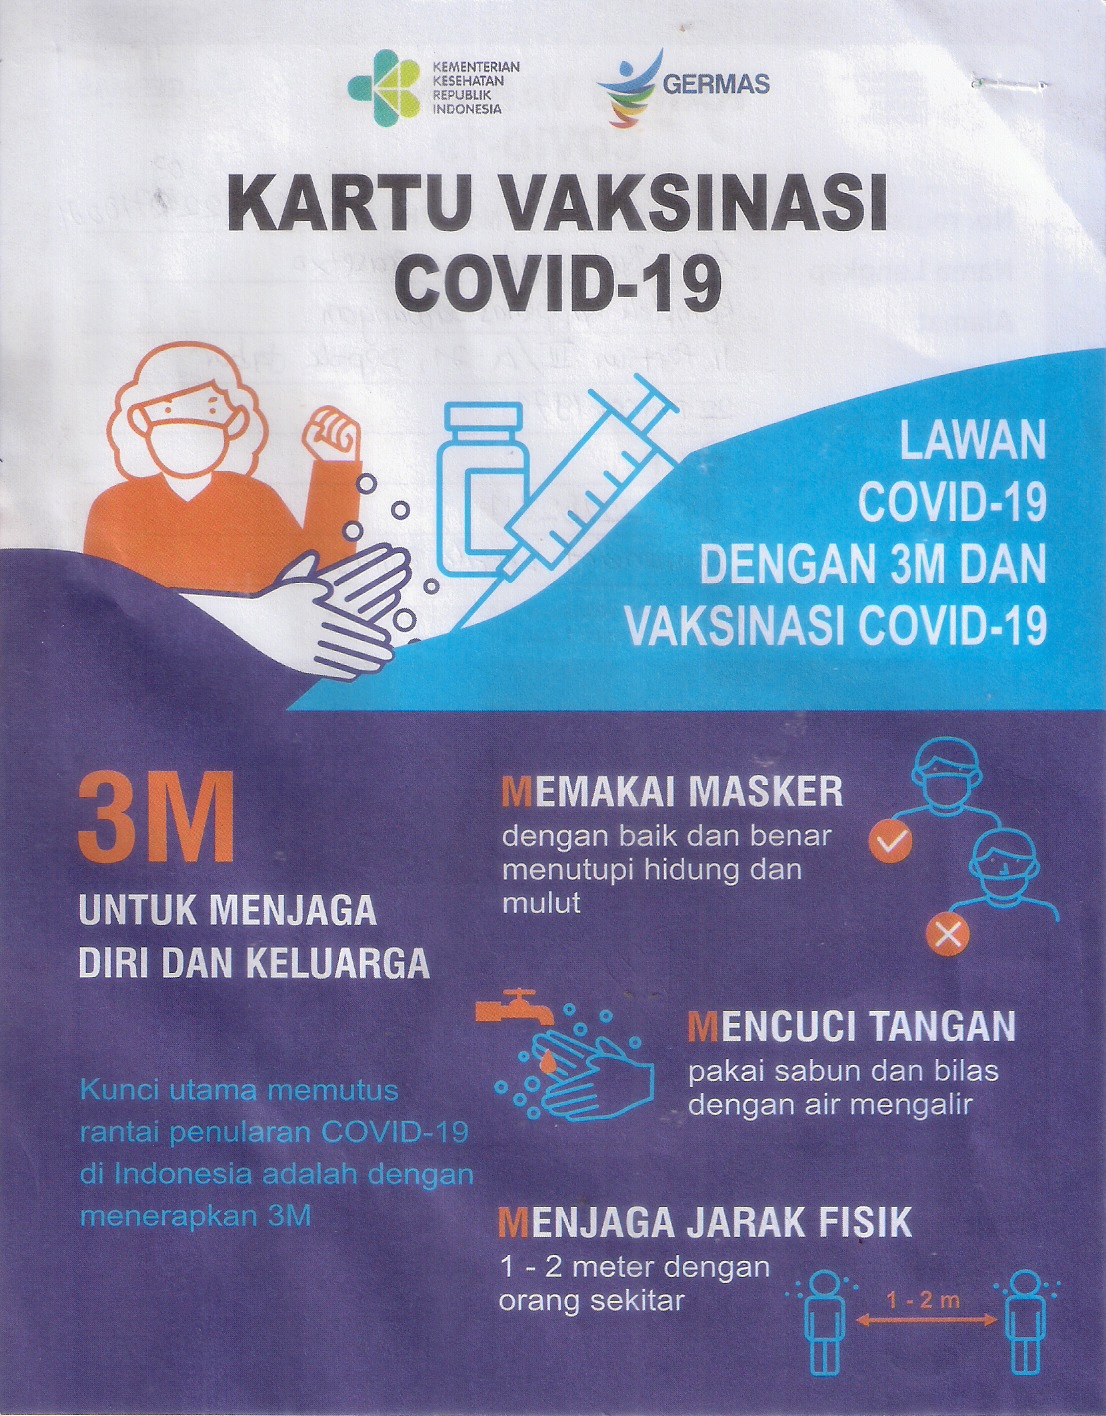 KEMENTERIAN
KESEHATAN
REPUBLIK
INDONESIA
GERMAS
KARTU VAKSINASI
COVID-19
LAWAN
COVID-19
DENGAN 3M DAN
VAKSINASI COVID-19
3M
UNTUK MENJAGA
DIRI DAN KELUARGA
Kunci utama memutus
rantai penularan COVID-19
di Indonesia adalah dengan
menerapkan 3M
MEMAKAI MASKER
dengan baik dan benar
menutupi hidung dan
mulut
MENCUCI TANGAN
pakai sabun dan bilas
dengan air mengalir
MENJAGA JARAK FISIK
1 - 2 meter dengan
orang sekitar
1 - 2 m